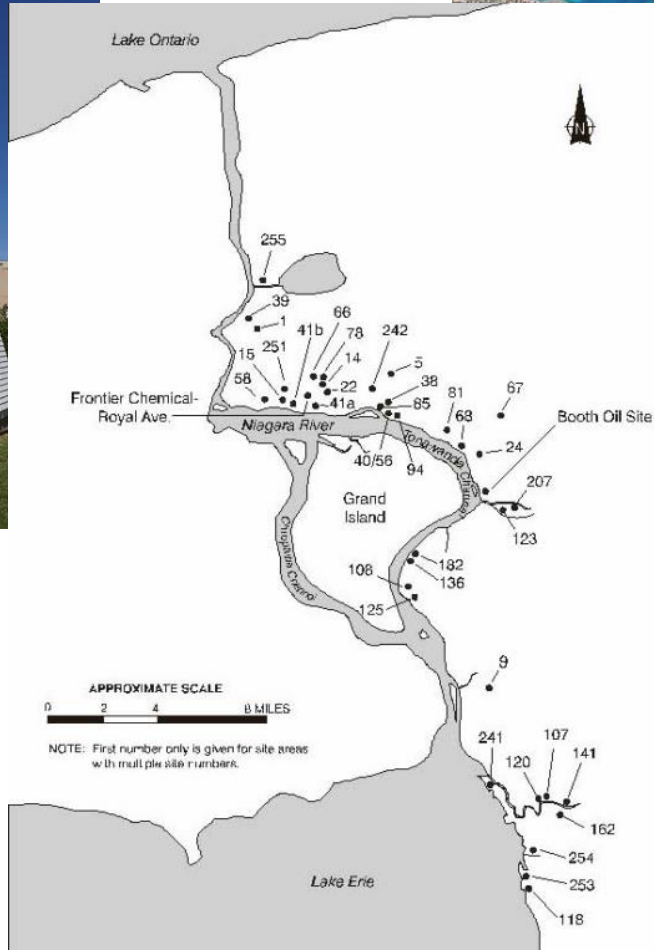 Lake Ontario
N
255
39
1
66
41b
78
242
251
14
5
15
22
38
58
41a
85
81
67
Frontier Chemical-
Royal Ave.
68
Niagara River
Booth Oil Site
40/56
94
24
Grand
Island
207
123
182
108
136
125
9
APPROXIMATE SCALE
0 2 4 8 MILES
NOTE: First number only is given for site areas
with multiple site numbers.
241
120
107
141
162
254
Lake Erie
253
118